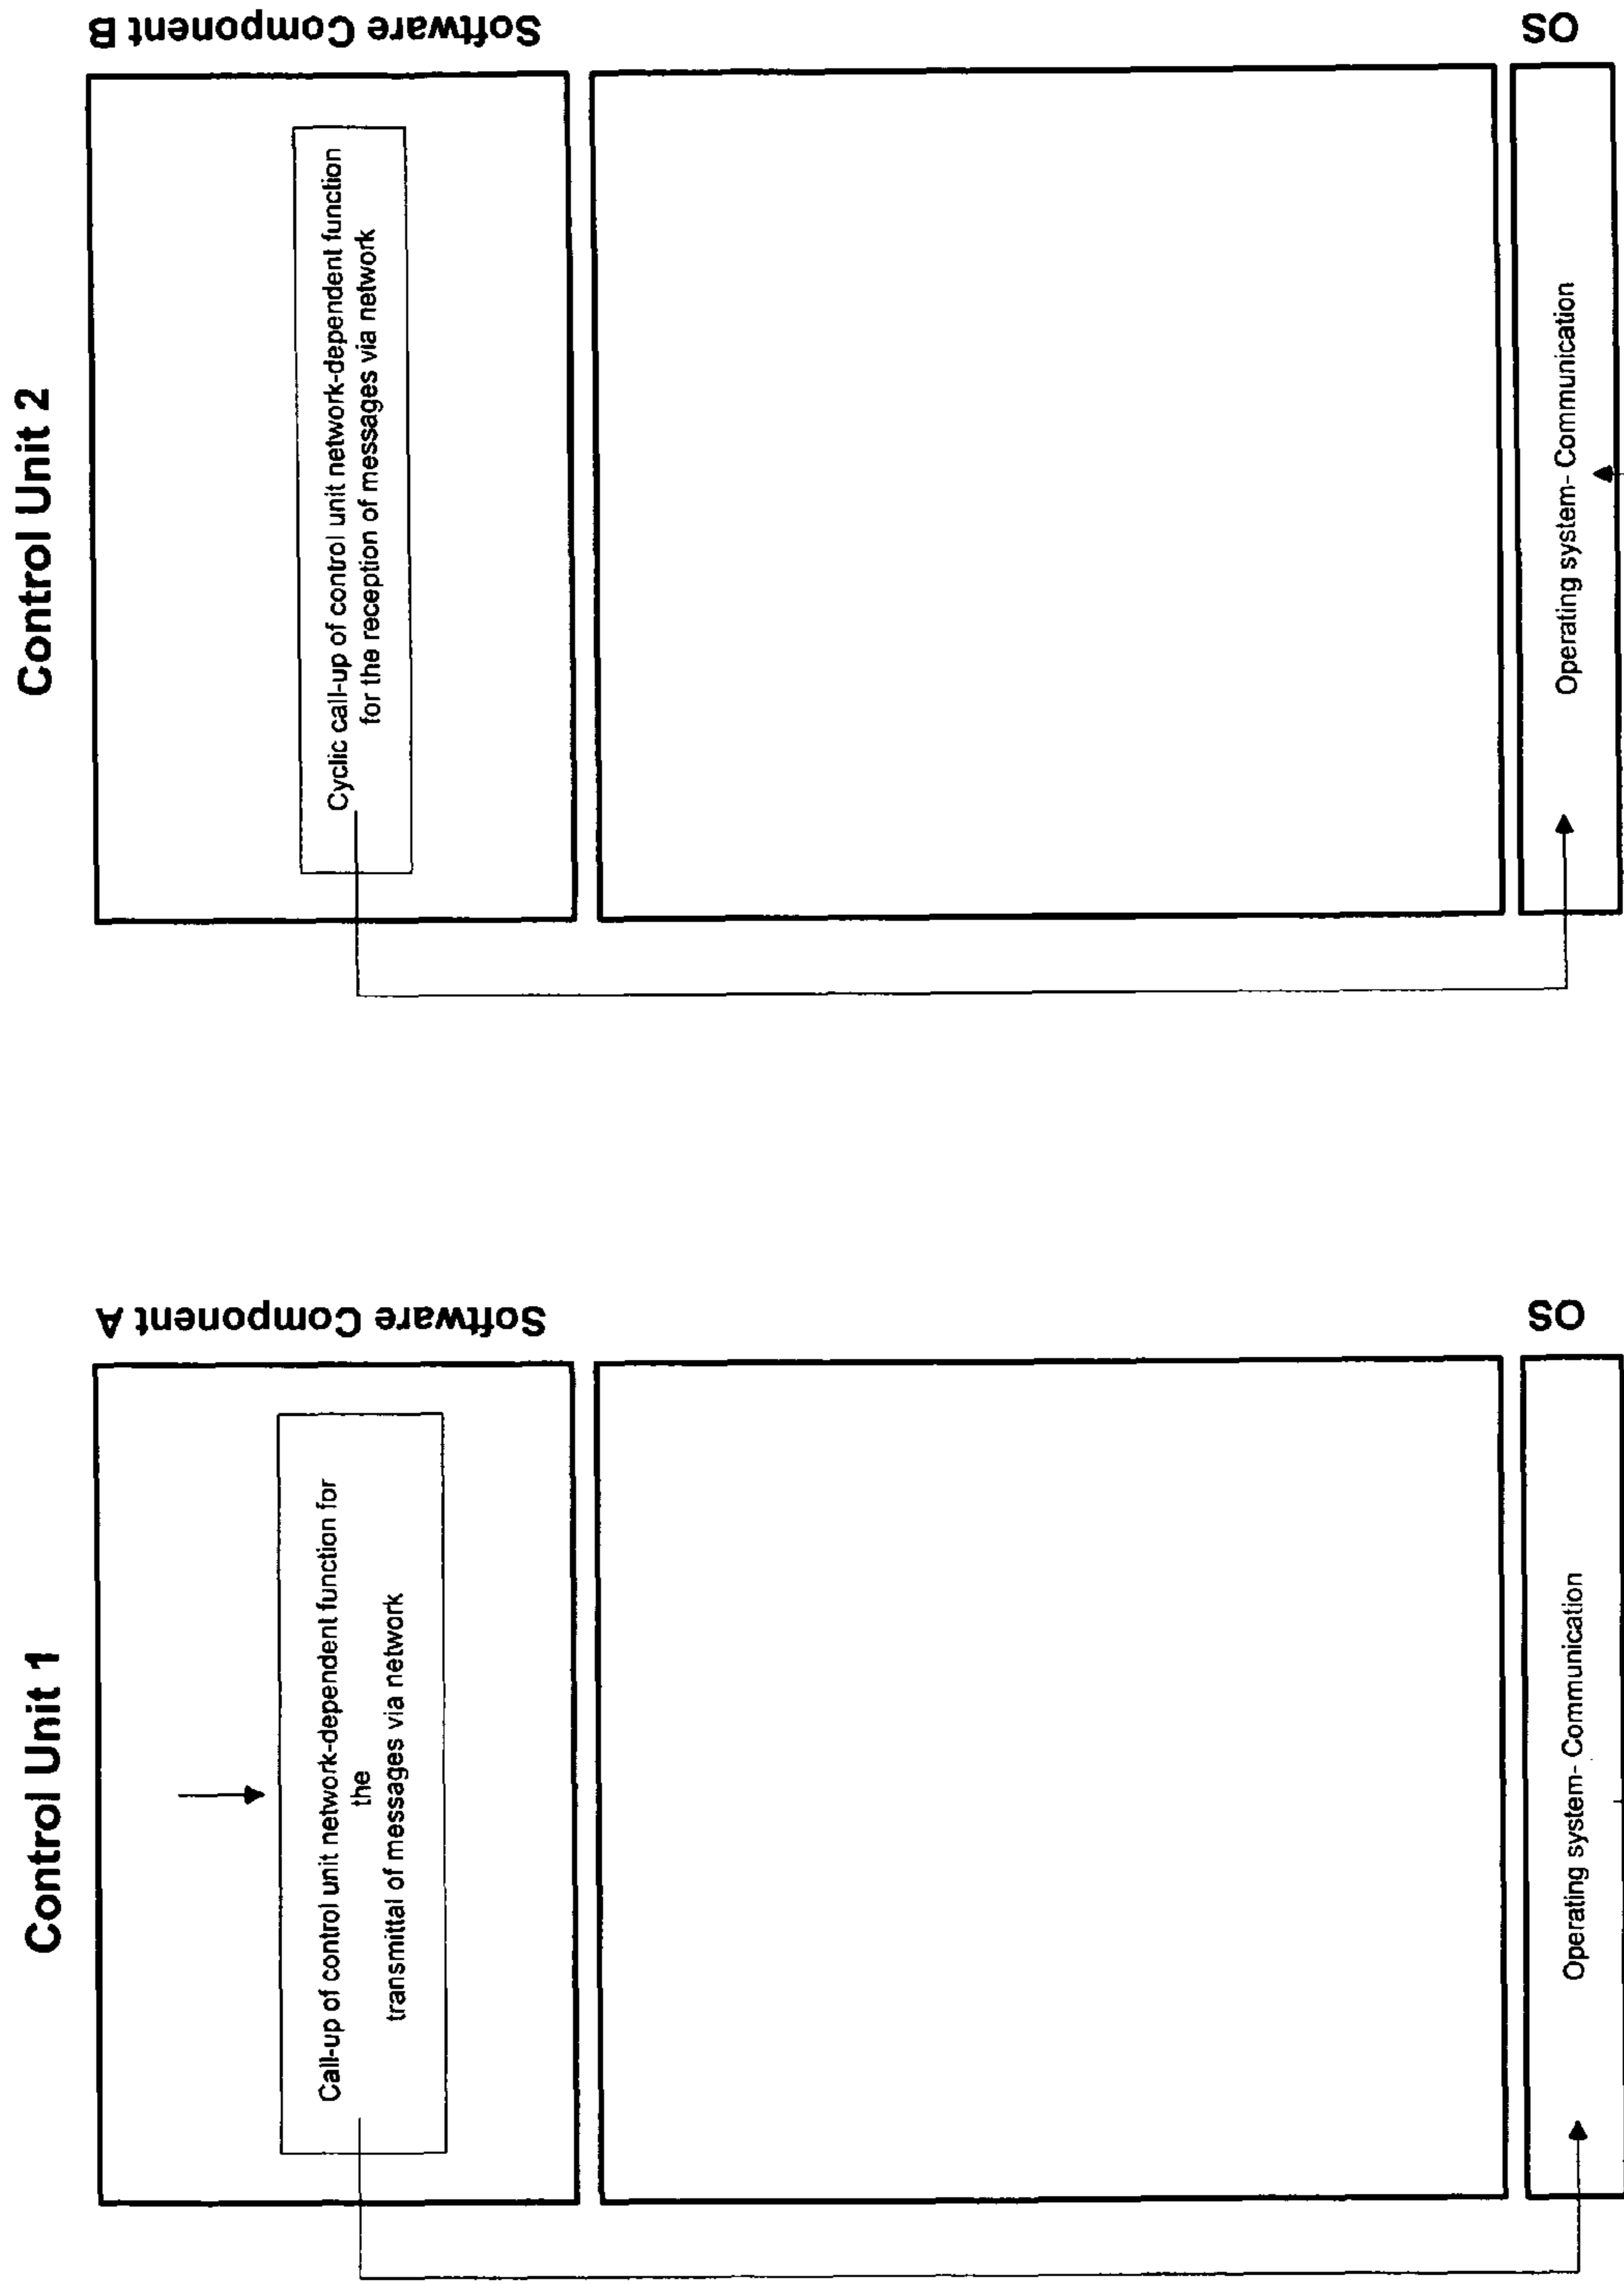 Control Unit 1
Software Component A
Call-up of control unit network-dependent function for
the
transmittal of messages via network
OS
Operating system- Communication
Control Unit 2
Software Component B
Cyclic call-up of control unit network-dependent function
for the reception of messages via network
OS
Operating system- Communication